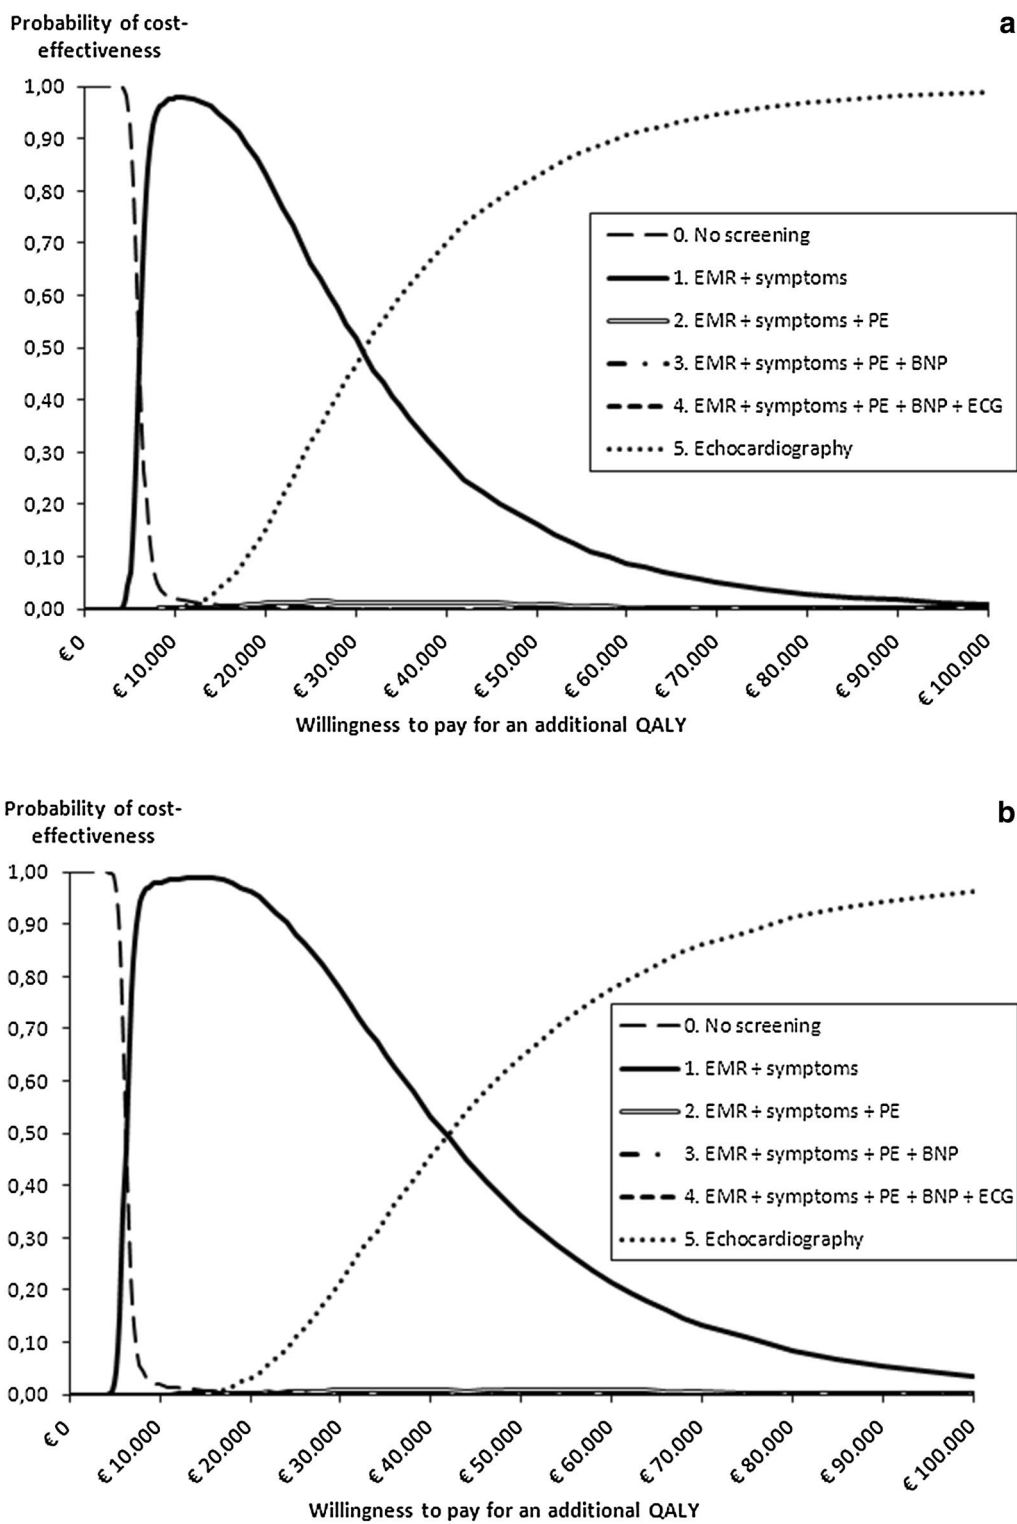 Probability of cost-
effectiveness
a
1,00
0,90
0,80
0,70
0,60
0,50
0,40
0,30
0,20
0,10
0,00
0. No screening
1. EMR + symptoms
2. EMR + symptoms + PE
3. EMR + symptoms + PE + BNP
4. EMR + symptoms + PE + BNP + ECG
5. Echocardiography
€ 0
€ 10.000
€ 20.000
€ 30.000
€ 40.000
€ 50.000
€ 60.000
€ 70.000
€ 80.000
€ 90.000
€ 100.000
Willingness to pay for an additional QALY
Probability of cost-
effectiveness
b
1,00
0,90
0,80
0,70
0,60
0,50
0,40
0,30
0,20
0,10
0,00
0. No screening
1. EMR + symptoms
2. EMR + symptoms + PE
3. EMR + symptoms + PE + BNP
4. EMR + symptoms + PE + BNP + ECG
5. Echocardiography
€ 0
€ 10.000
€ 20.000
€ 30.000
€ 40.000
€ 50.000
€ 60.000
€ 70.000
€ 80.000
€ 90.000
€ 100.000
Willingness to pay for an additional QALY